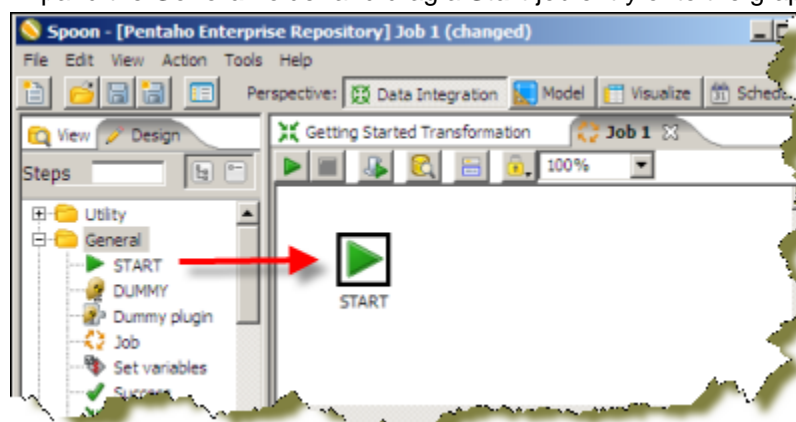 Spoon - [Pentaho Enterprise Repository] Job 1 (changed)
File Edit View Action Tools Help
Perspective: Data Integration Model Visualize
View Design
Getting Started Transformation Job 1
Steps
100%
Utility
General
START
DUMMY
START
Dummy plugin
Job
Set variables
Success